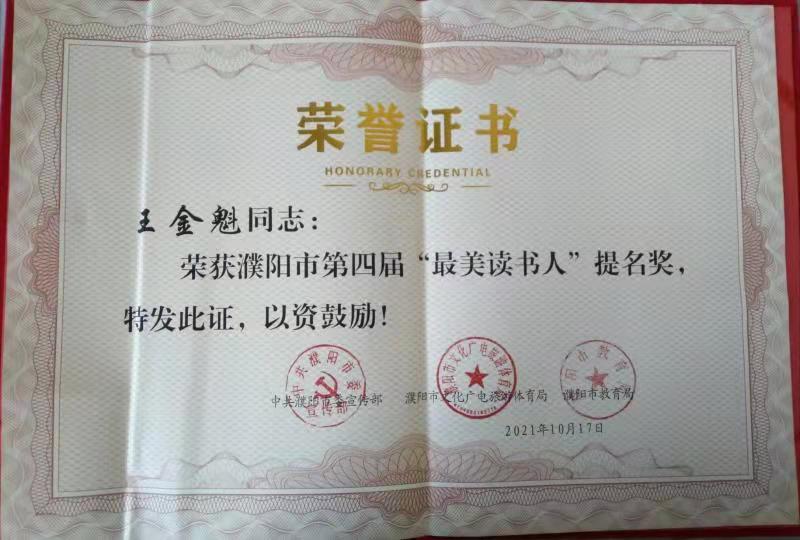 荣誉证书
HONORARY CREDENTIAL
王金魁同志：
荣获濮阳市第四届“最美读书人”提名奖，
特发此证，以资鼓励！
中共濮阳市委宣传部 濮阳市文化广电旅游体育局 濮阳市教育局
2021年10月17日